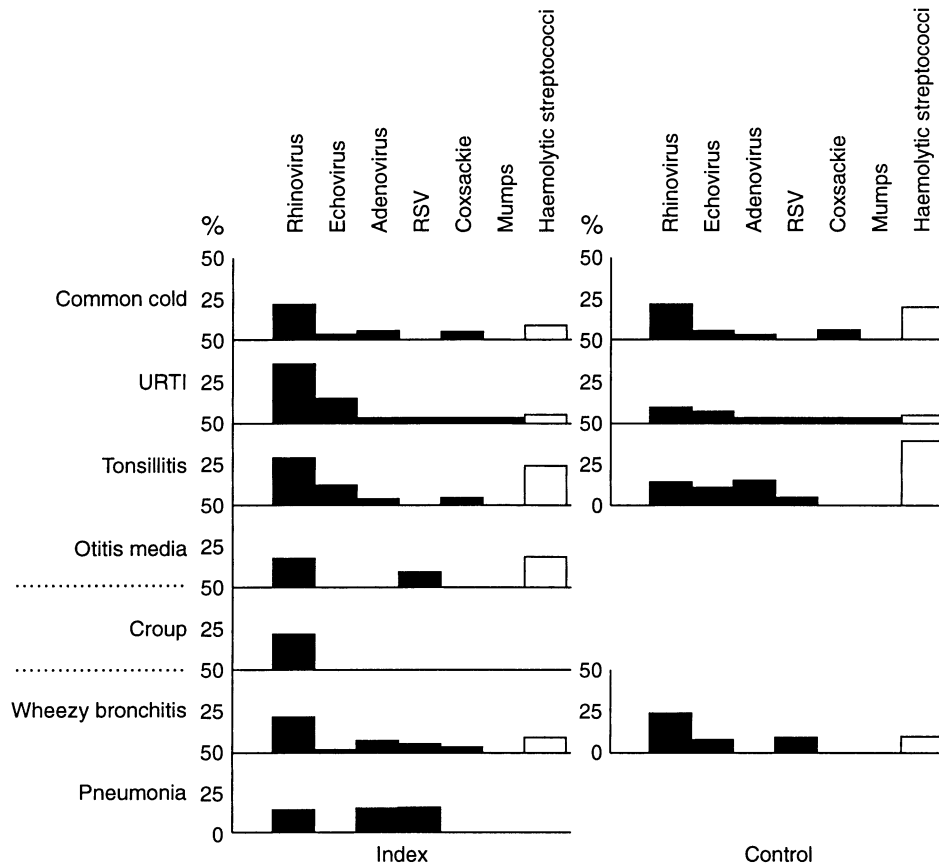 Rhinovirus Echovirus Adenovirus RSV Coxsackie Mumps Haemolytic streptococci
Rhinovirus Echovirus Adenovirus RSV Coxsackie Mumps Haemolytic streptococci
% %
50 50
Common cold 25 25
50 50
URTI 25 25
50 50
Tonsillitis 25 25
50 0
Otitis media 25
50
Croup 25
50 50
Wheezy bronchitis 25 25
50 0
Pneumonia 25
0
Index Control